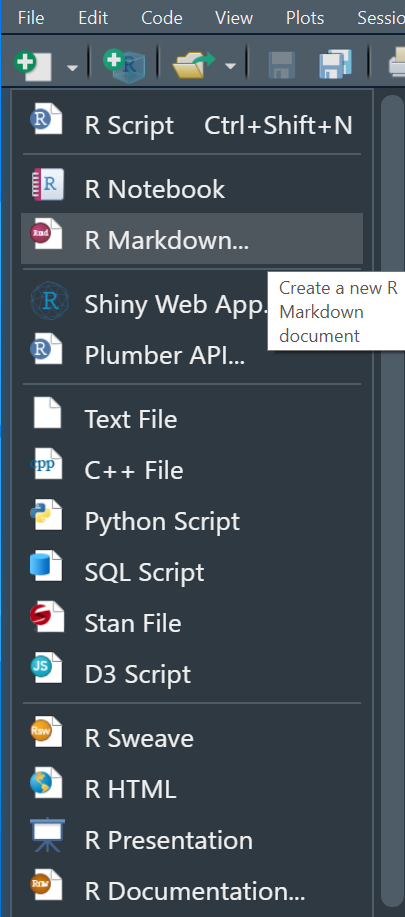 File Edit Code View Plots Sessio
R Script Ctrl+Shift+N
R Notebook
R Markdown...
Create a new R
Markdown
document
Shiny Web App.
Plumber API...
Text File
C++ File
Python Script
SQL Script
Stan File
D3 Script
R Sweave
R HTML
R Presentation
R Documentation...